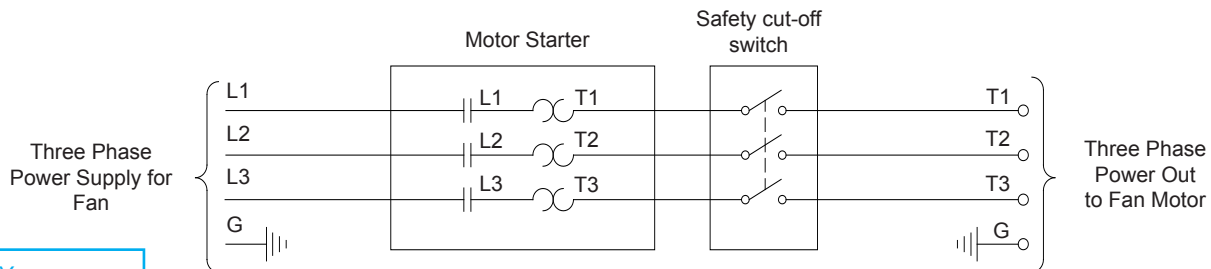 Safety cut-off
switch
Motor Starter
L1
L1
T1
T1
L2
L2
T2
T2
L3
L3
T3
T3
G
G
Three Phase
Power Supply for
Fan
Three Phase
Power Out
to Fan Motor